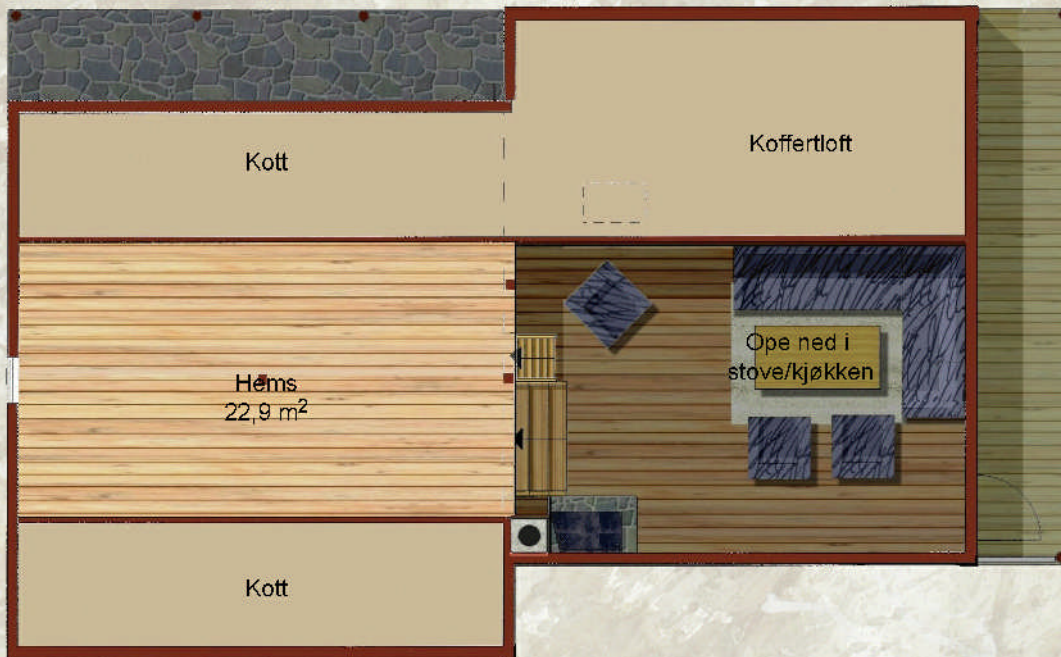 Kott
Koffertloft
Ope ned i
stove/kjøkken
Hems
22,9 m²
Kott